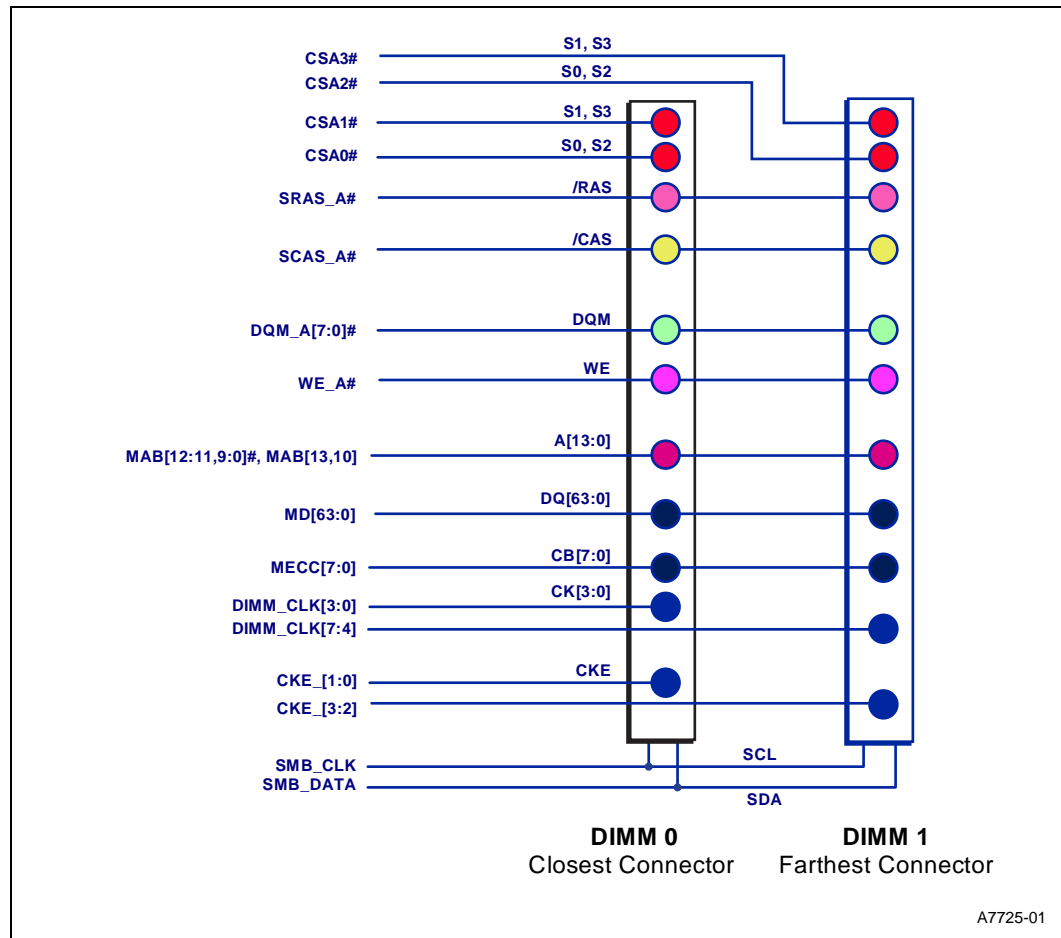 S1, S3
CSA3#
S0, S2
CSA2#
S1, S3
CSA1#
S0, S2
CSA0#
/RAS
SRAS_A#
/CAS
SCAS_A#
DQM
DQM_A[7:0]#
WE
WE_A#
A[13:0]
MAB[12:11,9:0]#, MAB[13,10]
DQ[63:0]
MD[63:0]
CB[7:0]
MECC[7:0]
CK[3:0]
DIMM_CLK[3:0]
DIMM_CLK[7:4]
CKE
CKE_[1:0]
CKE_[3:2]
SCL
SMB_CLK
SMB_DATA
SDA
DIMM 0
Closest Connector
DIMM 1
Farthest Connector
A7725-01